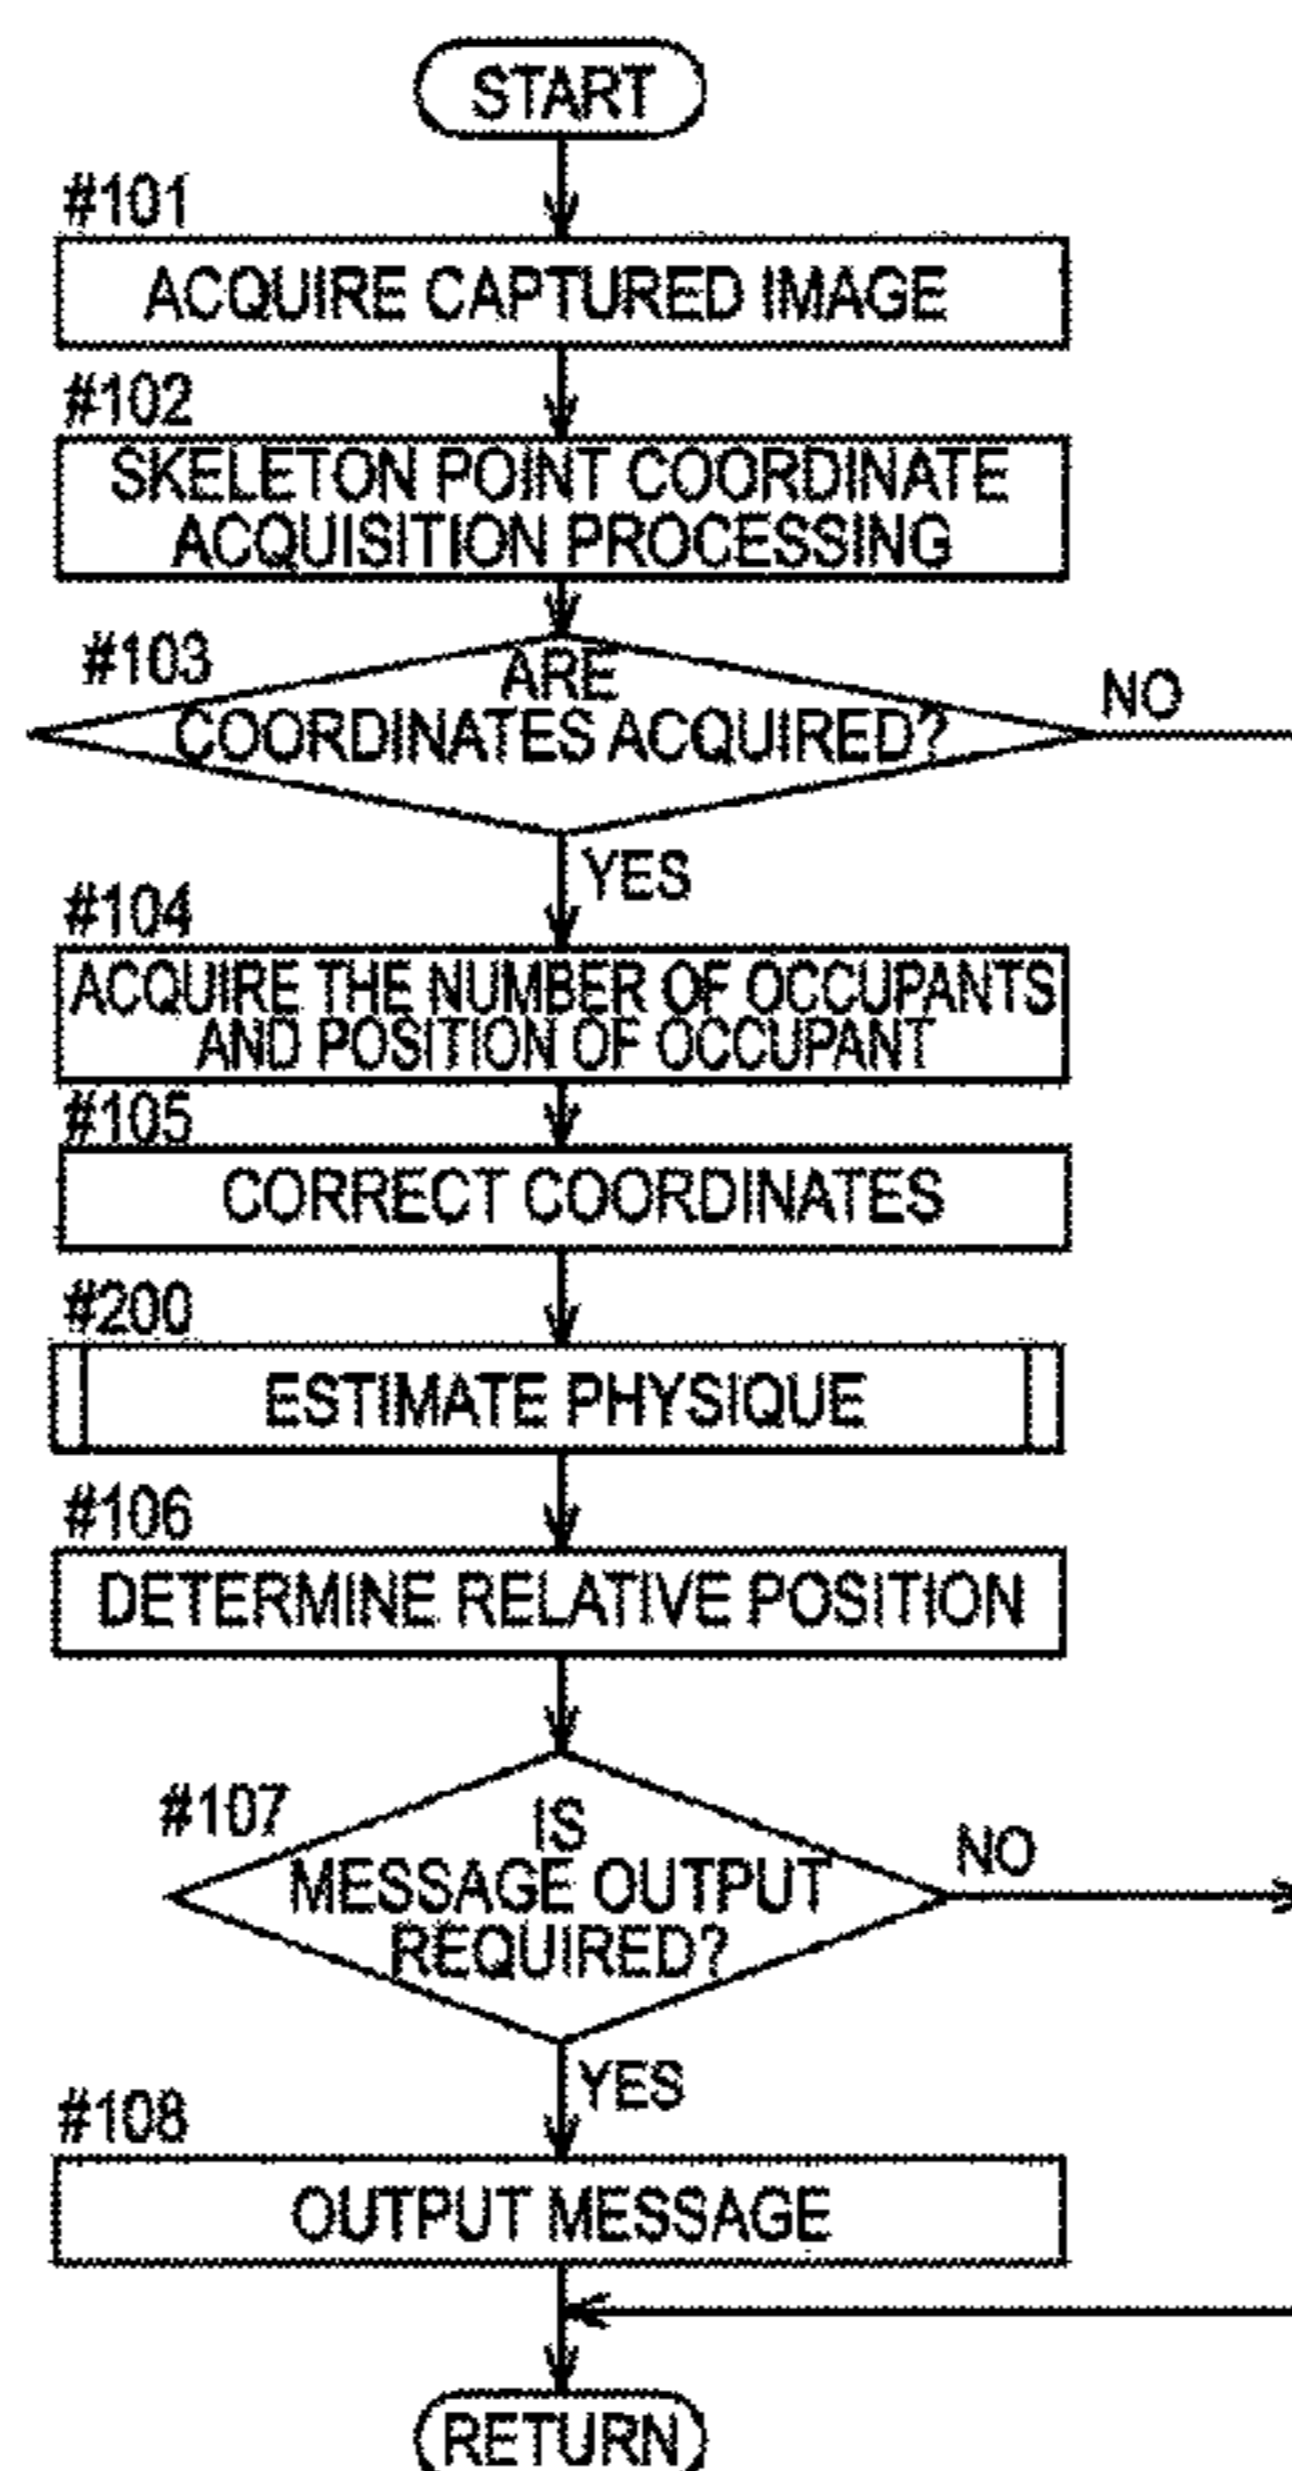 START
#101
ACQUIRE CAPTURED IMAGE
#102
SKELETON POINT COORDINATE
ACQUISITION PROCESSING
#103
ARE
COORDINATES ACQUIRED?
NO
YES
#104
ACQUIRE THE NUMBER OF OCCUPANTS
AND POSITION OF OCCUPANT
#105
CORRECT COORDINATES
#200
ESTIMATE PHYSIQUE
#106
DETERMINE RELATIVE POSITION
#107
IS
MESSAGE OUTPUT
REQUIRED?
NO
YES
#108
OUTPUT MESSAGE
RETURN